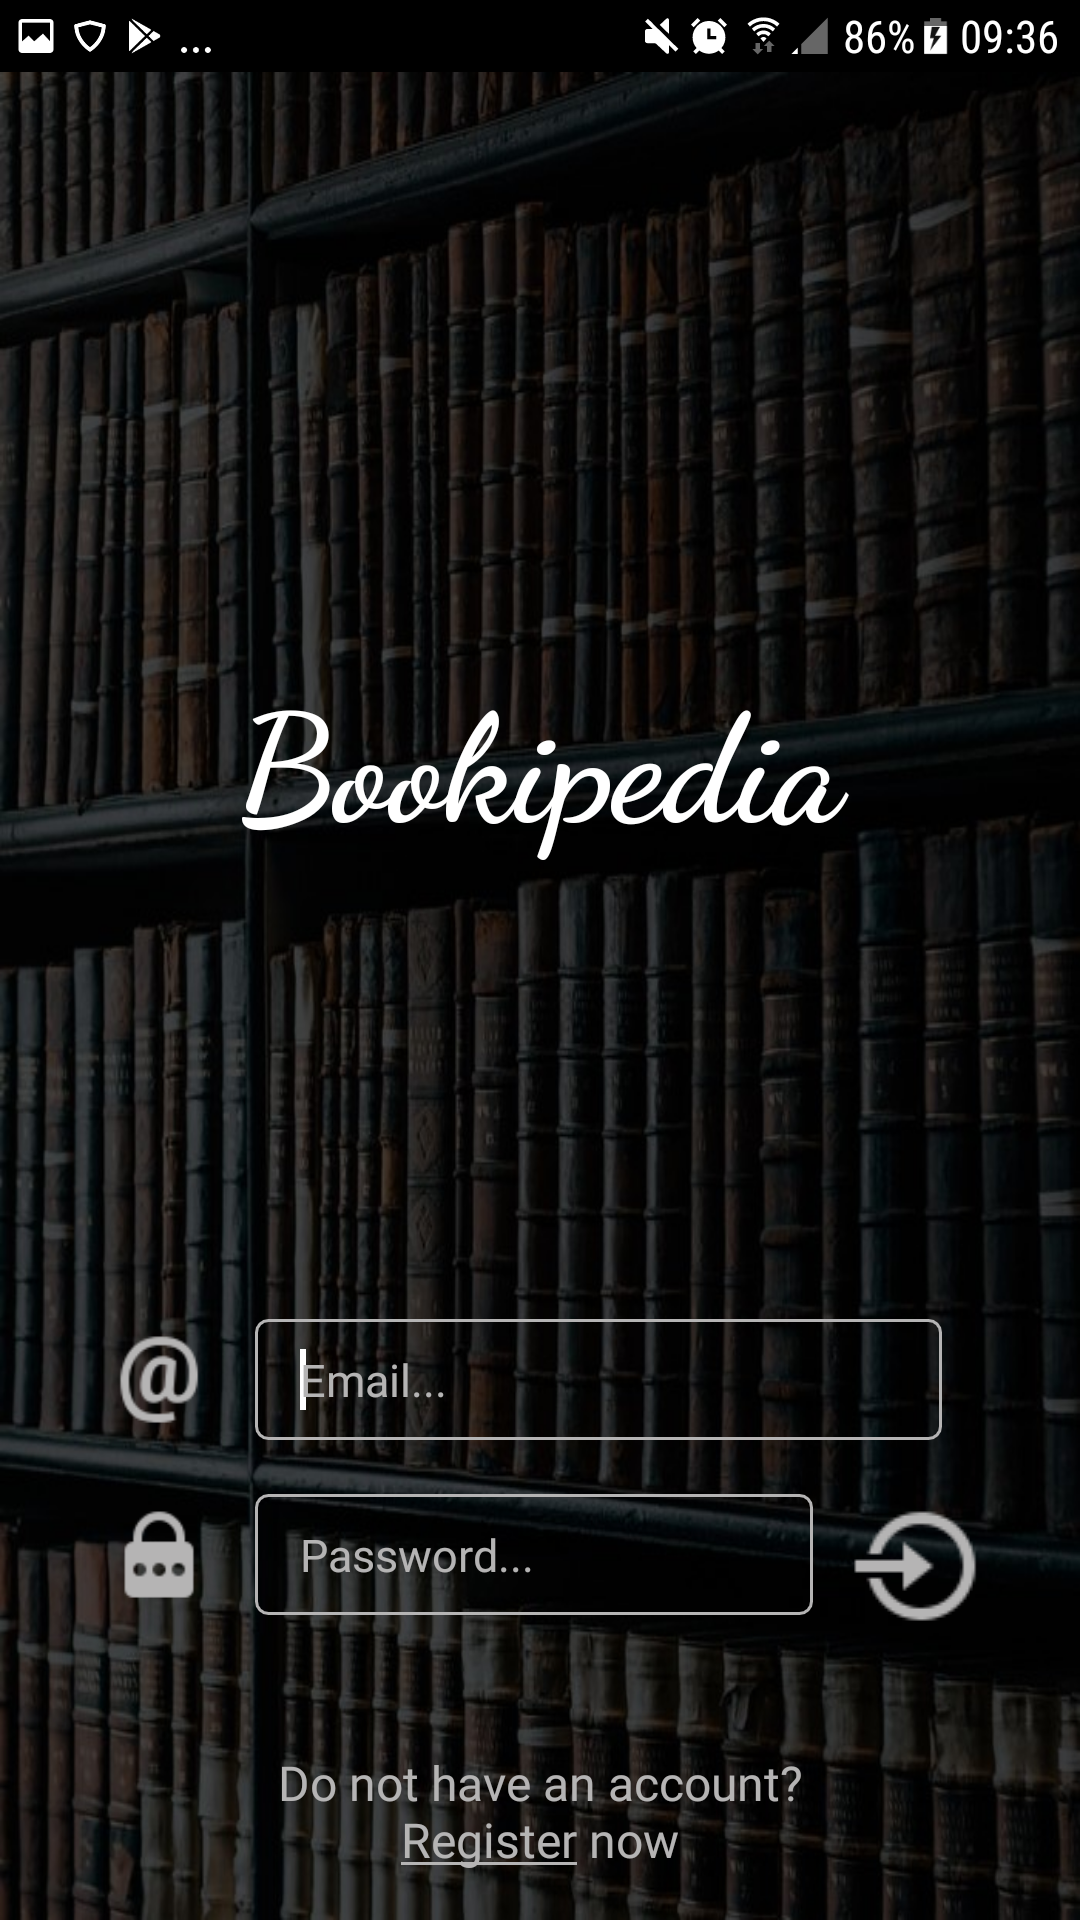 ... 86% 09:36
Bookipedia
@ Email...
Password...
Do not have an account?
Register now